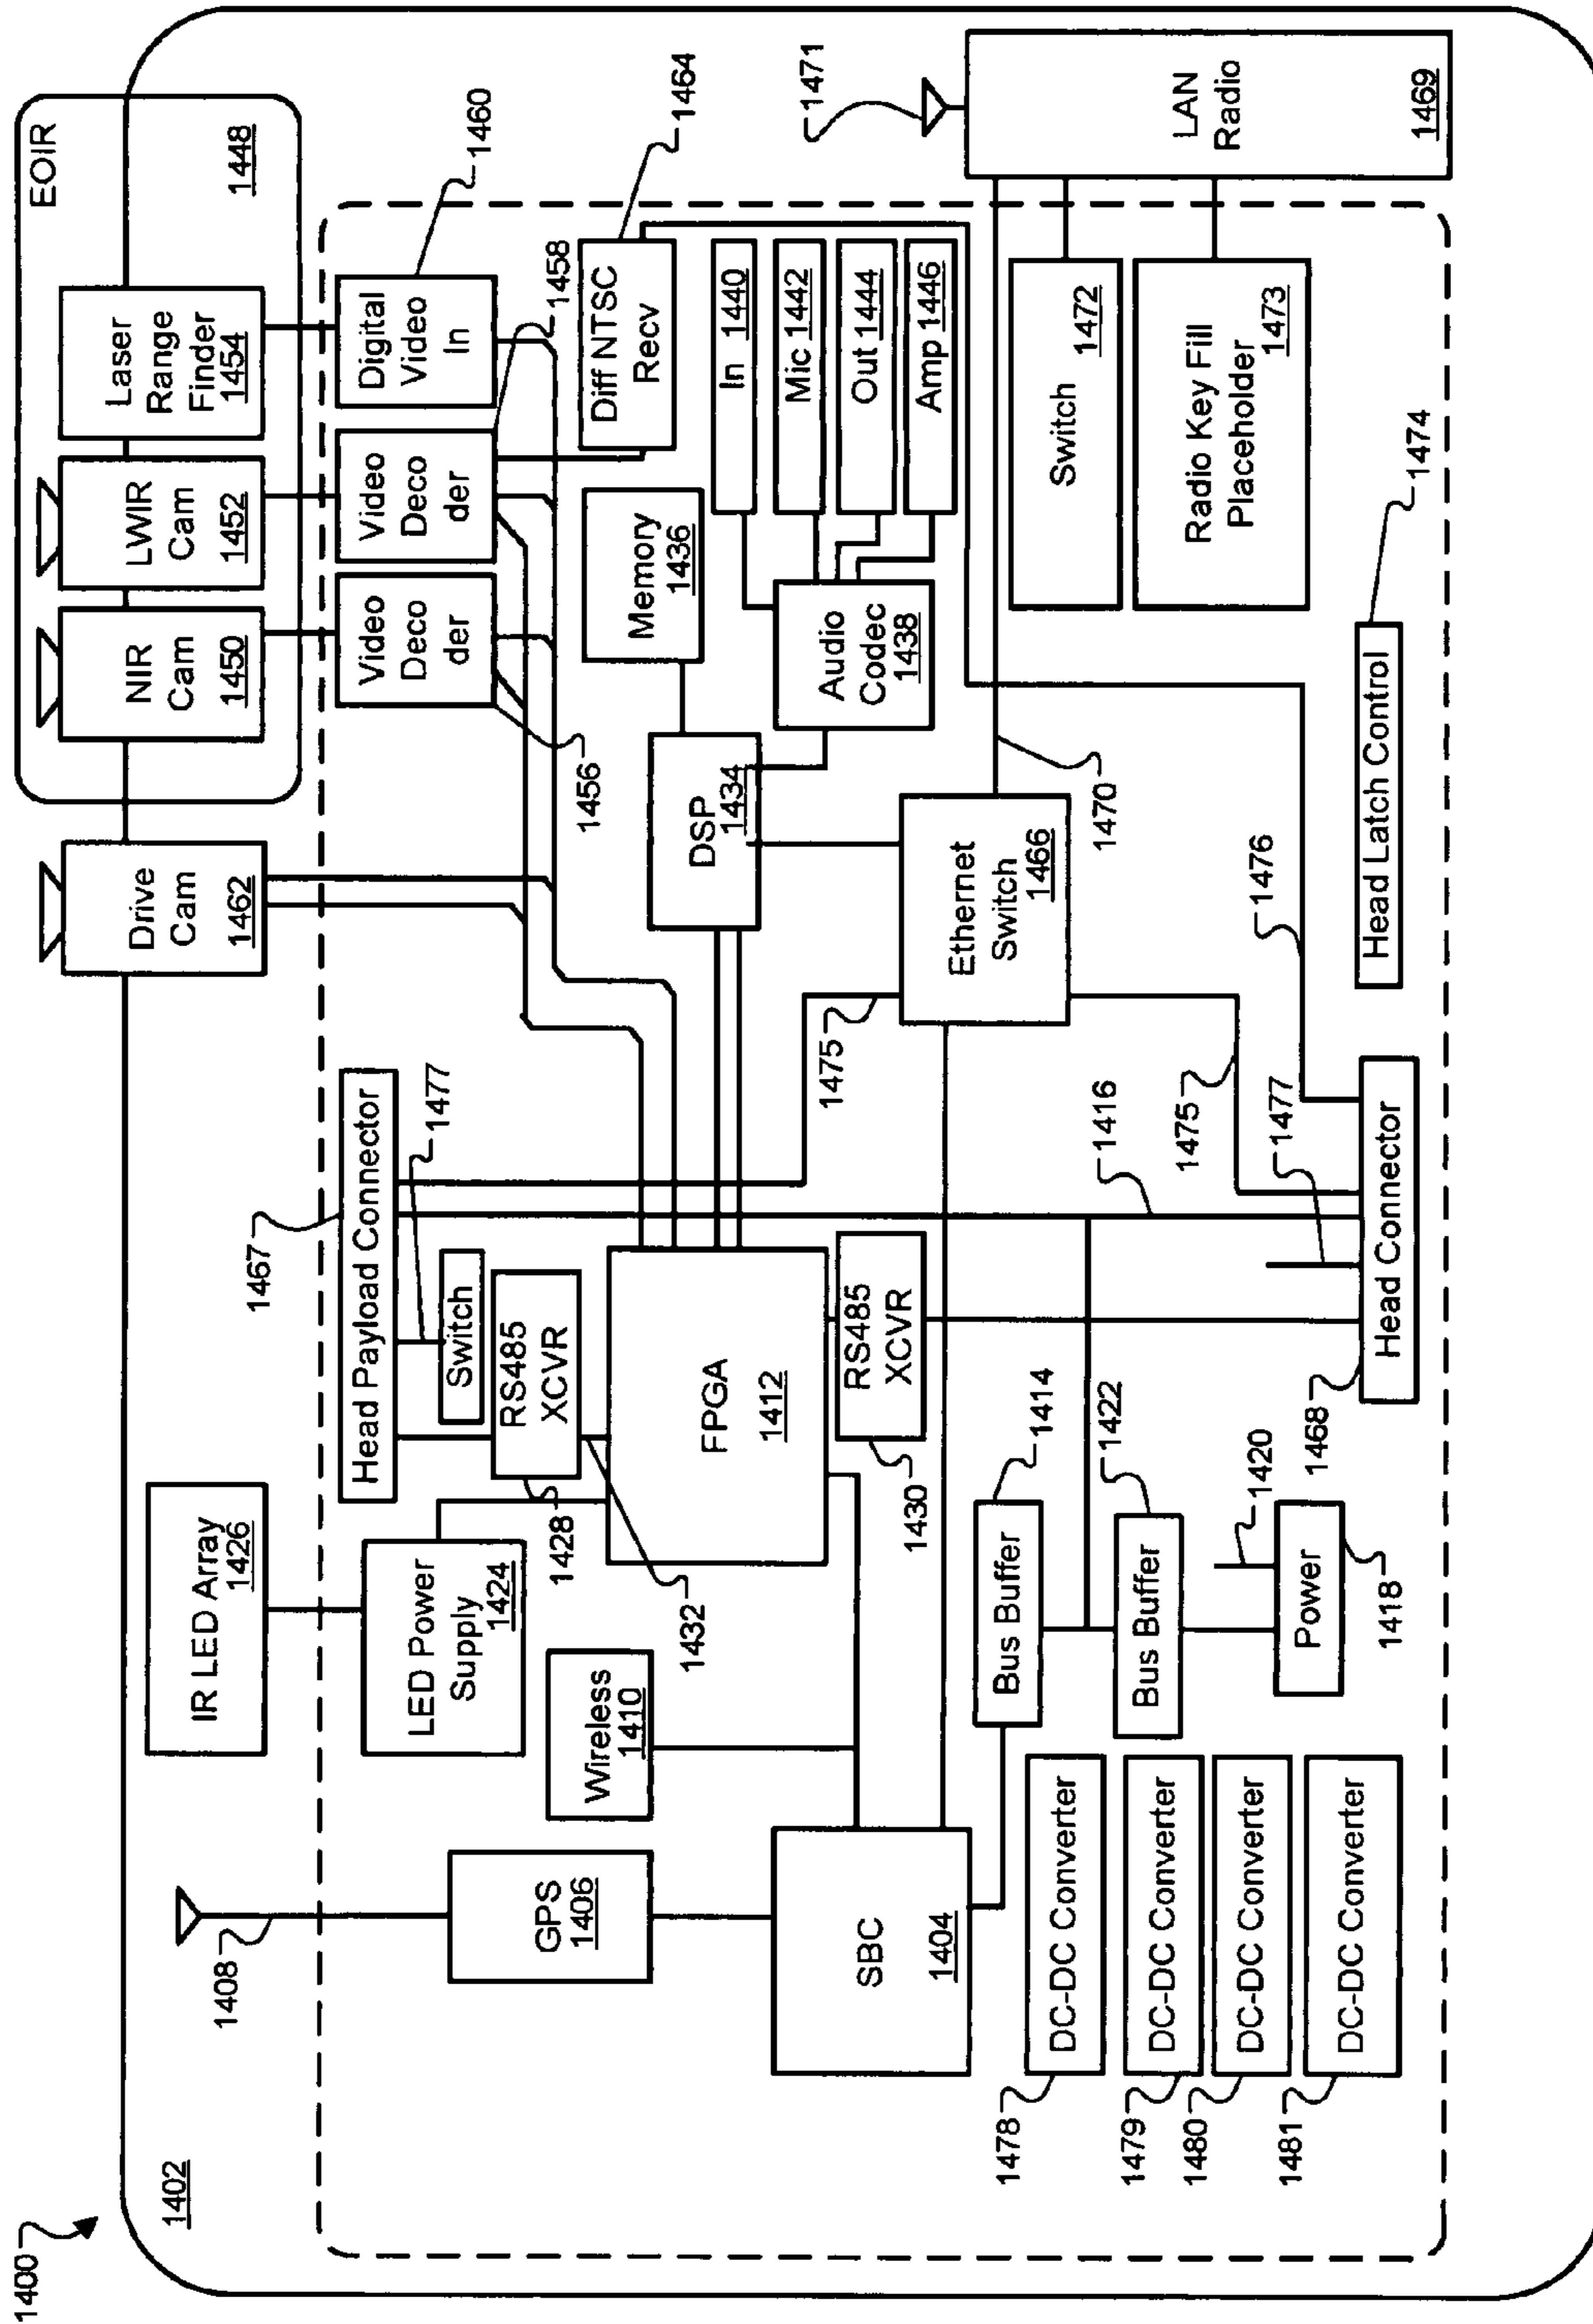 1400
1402
EOIR
1448
Drive
Cam
1462
NIR
Cam
1450
LWIR
Cam
1452
Laser
Range
Finder
1454
IR LED Array
1426
1467
1408
Head Payload Connector
1477
Video
Deco
der
Video
Deco
der
Digital
Video
In
1460
LED Power
Supply
1424
Switch
RS485
XCVR
1428
1456
1458
GPS
1406
Wireless
1410
1432
FPGA
1412
Memory
1436
Diff NTSC
Recv
1464
DSP
1434
In 1440
Mic 1442
Out 1444
Amp 1446
1471
SBC
1404
RS485
XCVR
1430
1475
Audio
Codec
1438
Ethernet
Switch
1466
1470
LAN
Radio
1469
Bus Buffer
1414
1416
Switch
1472
DC-DC Converter
1478
Bus Buffer
1422
1475
1477
1476
Radio Key Fill
Placeholder
1473
DC-DC Converter
1479
DC-DC Converter
1480
1420
Power
1418
1468
Head Connector
Head Latch Control
1474
DC-DC Converter
1481